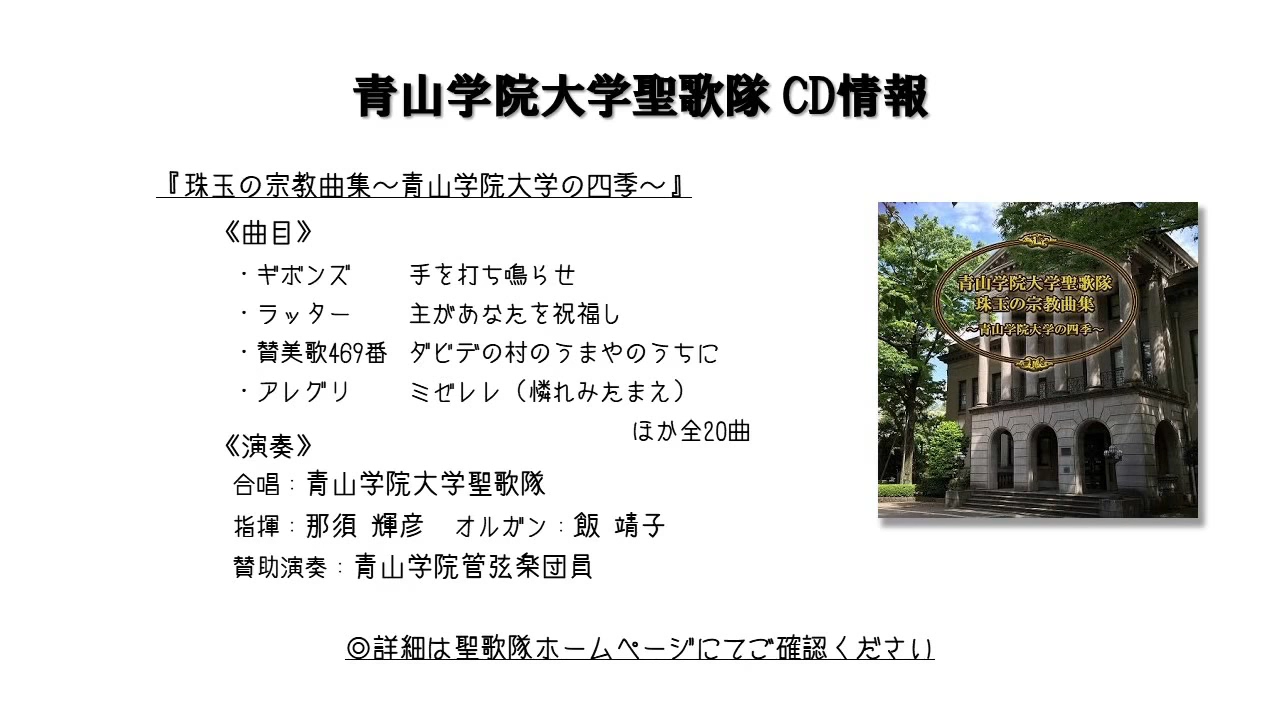 青山学院大学聖歌隊 CD情報
『珠玉の宗教曲集～青山学院大学の四季～』
《曲目》
・ギボンズ 手を打ち鳴らせ
・ラッター 主があなたを祝福し
・賛美歌469番 ダビデの村のうまやのうちに
・アレグリ ミゼレレ（憐れみたまえ）
ほか全20曲
《演奏》
合唱：青山学院大学聖歌隊
指揮：那須 輝彦 オルガン：飯 靖子
賛助演奏：青山学院管弦楽団員
◎詳細は聖歌隊ホームページにてご確認ください
青山学院大学聖歌隊
珠玉の宗教曲集
～青山学院大学の四季～